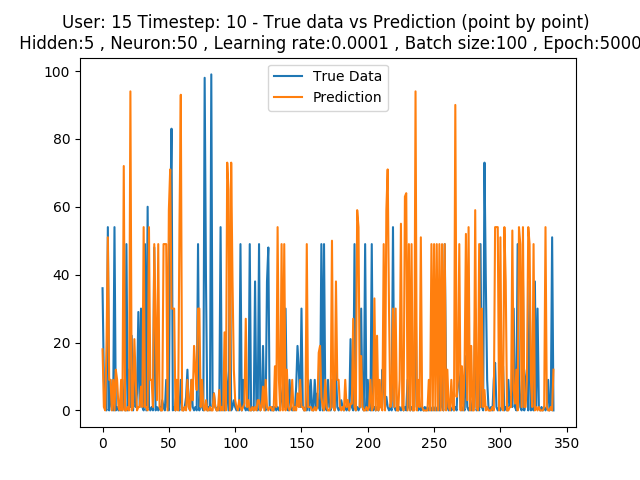 User: 15 Timestep: 10 - True data vs Prediction (point by point)
Hidden:5 , Neuron:50 , Learning rate:0.0001 , Batch size:100 , Epoch:5000
True Data
Prediction
100
80
60
40
20
0
0 50 100 150 200 250 300 350